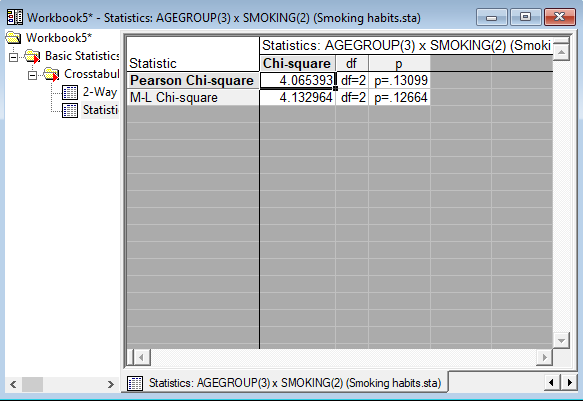 Workbook5* - Statistics: AGEGROUP(3) x SMOKING(2) (Smoking habits.sta)
Workbook5*
Basic Statistics
Crosstabul
2-Way
Statistic
Statistics: AGEGROUP(3) x SMOKING(2) (Smoki
Statistic Chi-square df p
Pearson Chi-square 4.065393 df=2 p=.13099
M-L Chi-square 4.132964 df=2 p=.12664
Statistics: AGEGROUP(3) x SMOKING(2) (Smoking habits.sta)